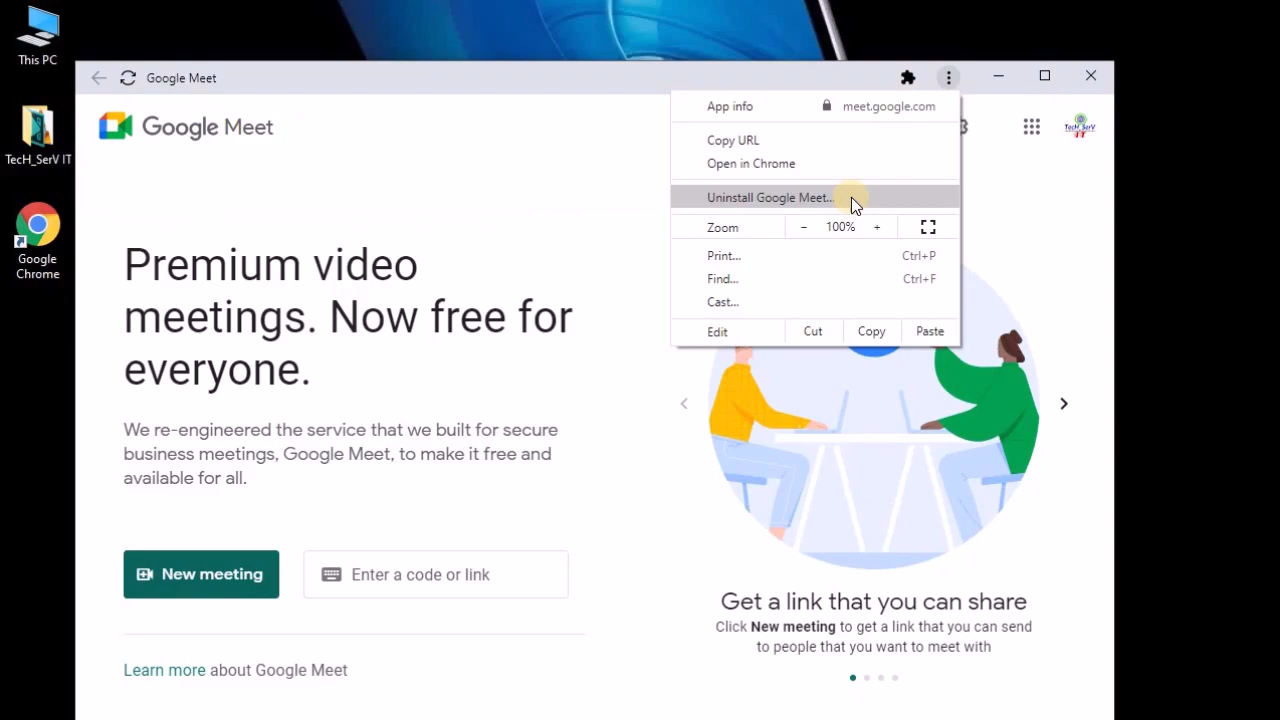 This PC
TecH_SerV IT
Google
Chrome
Google Meet
Google Meet
TecH_SerV
IT
App info
meet.google.com
Copy URL
Open in Chrome
Uninstall Google Meet...
Zoom
− 100% +
Print... Ctrl+P
Find... Ctrl+F
Cast...
Edit Cut Copy Paste
Premium video
meetings. Now free for
everyone.
We re-engineered the service that we built for secure
business meetings, Google Meet, to make it free and
available for all.
New meeting
Enter a code or link
Learn more about Google Meet
Get a link that you can share
Click New meeting to get a link that you can send
to people that you want to meet with